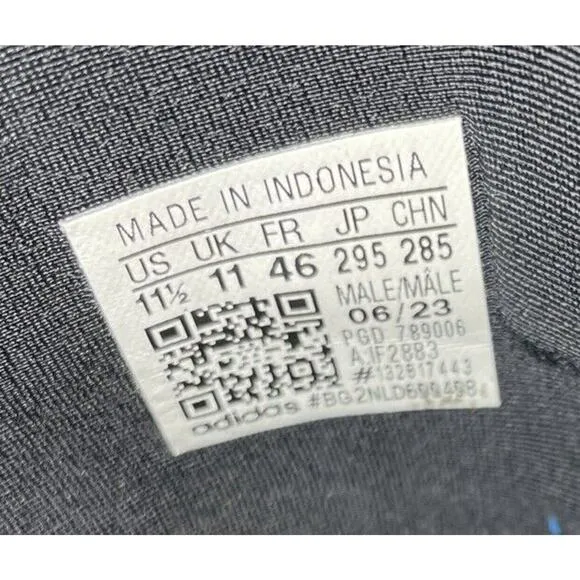 MADE IN INDONESIA
US UK FR JP CHN
11½ 11 46 295 285
MALE/MÂLE
06/23
PGD 789006
A1F2883
#132817443
adidas